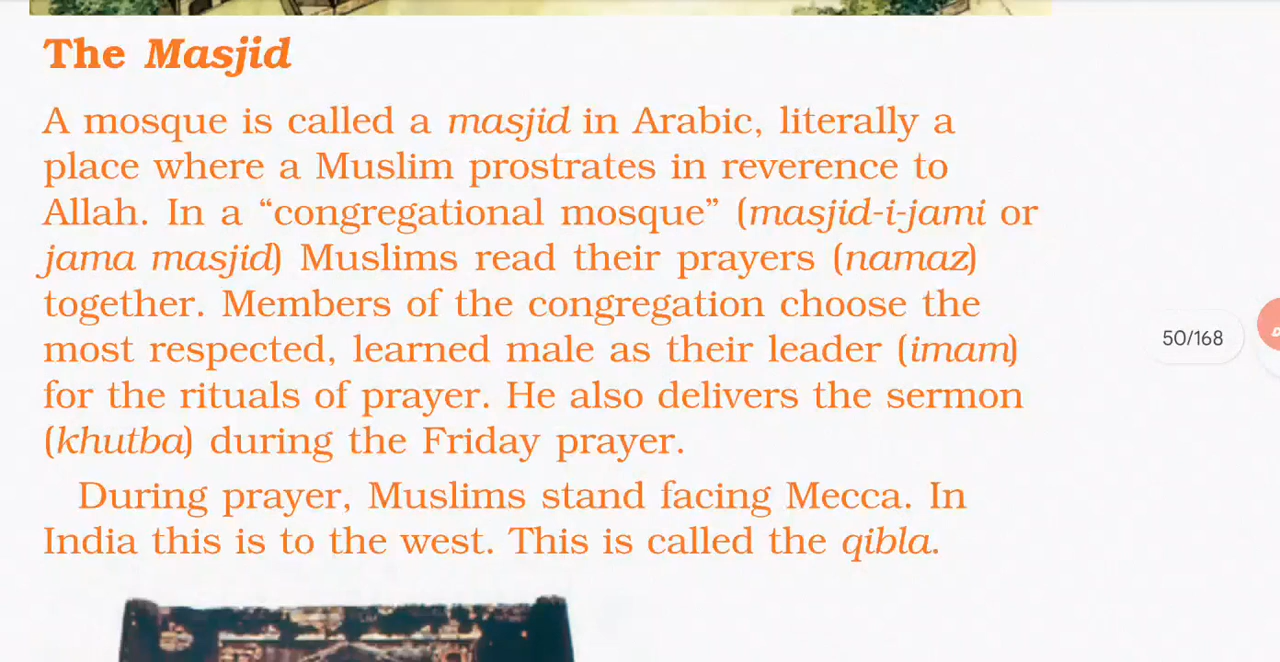 The Masjid
A mosque is called a masjid in Arabic, literally a
place where a Muslim prostrates in reverence to
Allah. In a “congregational mosque” (masjid-i-jami or
jama masjid) Muslims read their prayers (namaz)
together. Members of the congregation choose the
most respected, learned male as their leader (imam)
for the rituals of prayer. He also delivers the sermon
(khutba) during the Friday prayer.
During prayer, Muslims stand facing Mecca. In
India this is to the west. This is called the qibla.
50/168